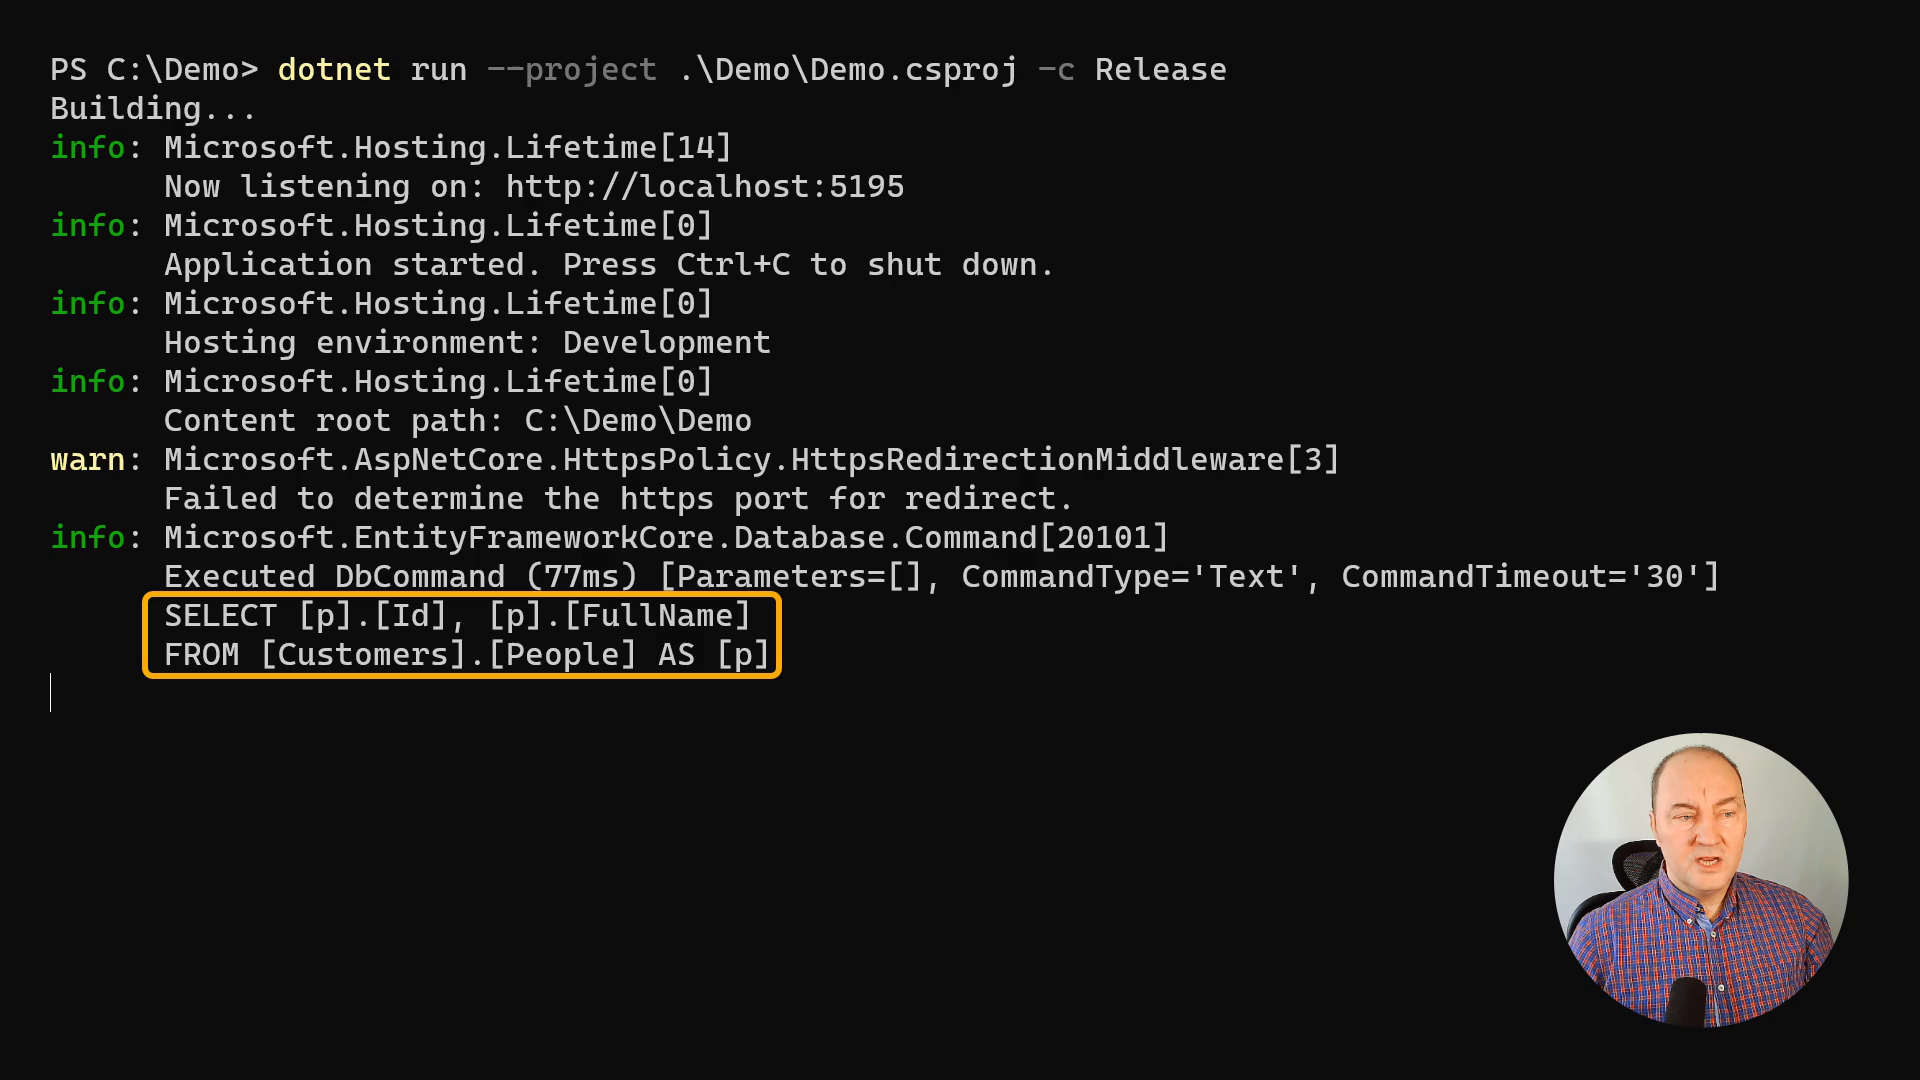 PS C:\Demo> dotnet run --project .\Demo\Demo.csproj -c Release
Building...
info: Microsoft.Hosting.Lifetime[14]
      Now listening on: http://localhost:5195
info: Microsoft.Hosting.Lifetime[0]
      Application started. Press Ctrl+C to shut down.
info: Microsoft.Hosting.Lifetime[0]
      Hosting environment: Development
info: Microsoft.Hosting.Lifetime[0]
      Content root path: C:\Demo\Demo
warn: Microsoft.AspNetCore.HttpsPolicy.HttpsRedirectionMiddleware[3]
      Failed to determine the https port for redirect.
info: Microsoft.EntityFrameworkCore.Database.Command[20101]
      Executed DbCommand (77ms) [Parameters=[], CommandType='Text', CommandTimeout='30']
      SELECT [p].[Id], [p].[FullName]
      FROM [Customers].[People] AS [p]